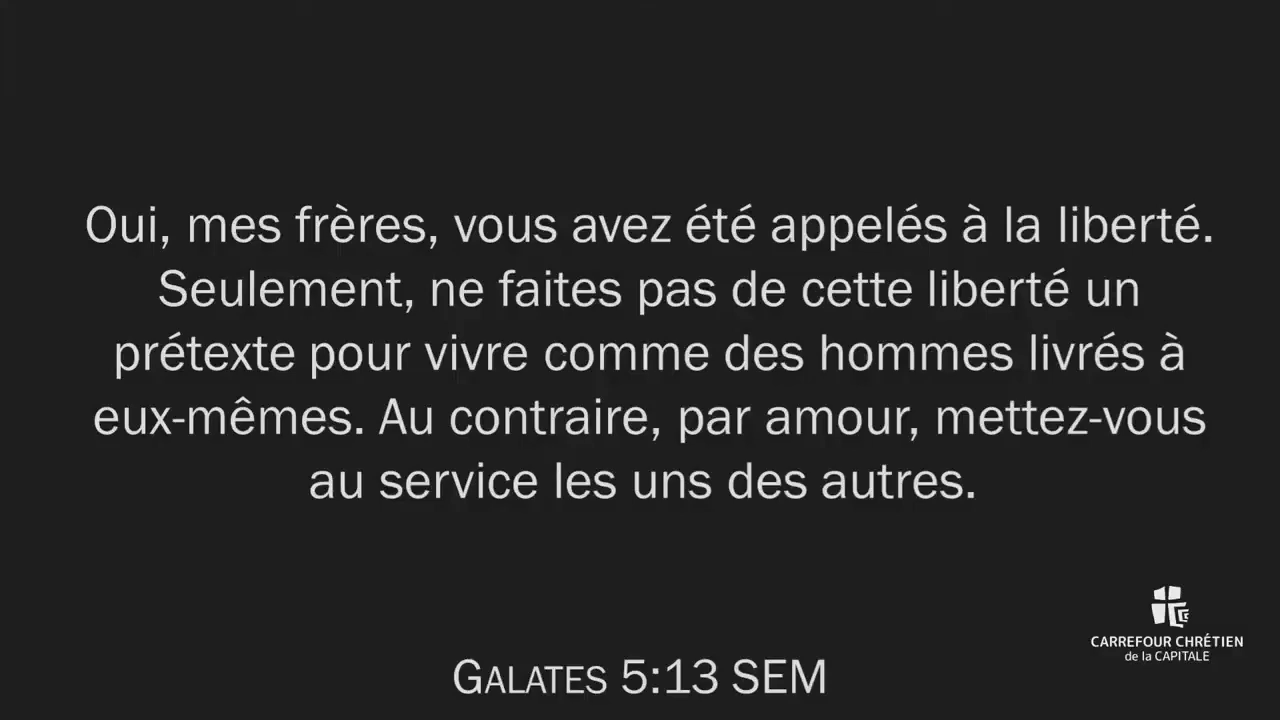 Oui, mes frères, vous avez été appelés à la liberté.
Seulement, ne faites pas de cette liberté un
prétexte pour vivre comme des hommes livrés à
eux-mêmes. Au contraire, par amour, mettez-vous
au service les uns des autres.
CARREFOUR CHRÉTIEN
de la CAPITALE
GALATES 5:13 SEM